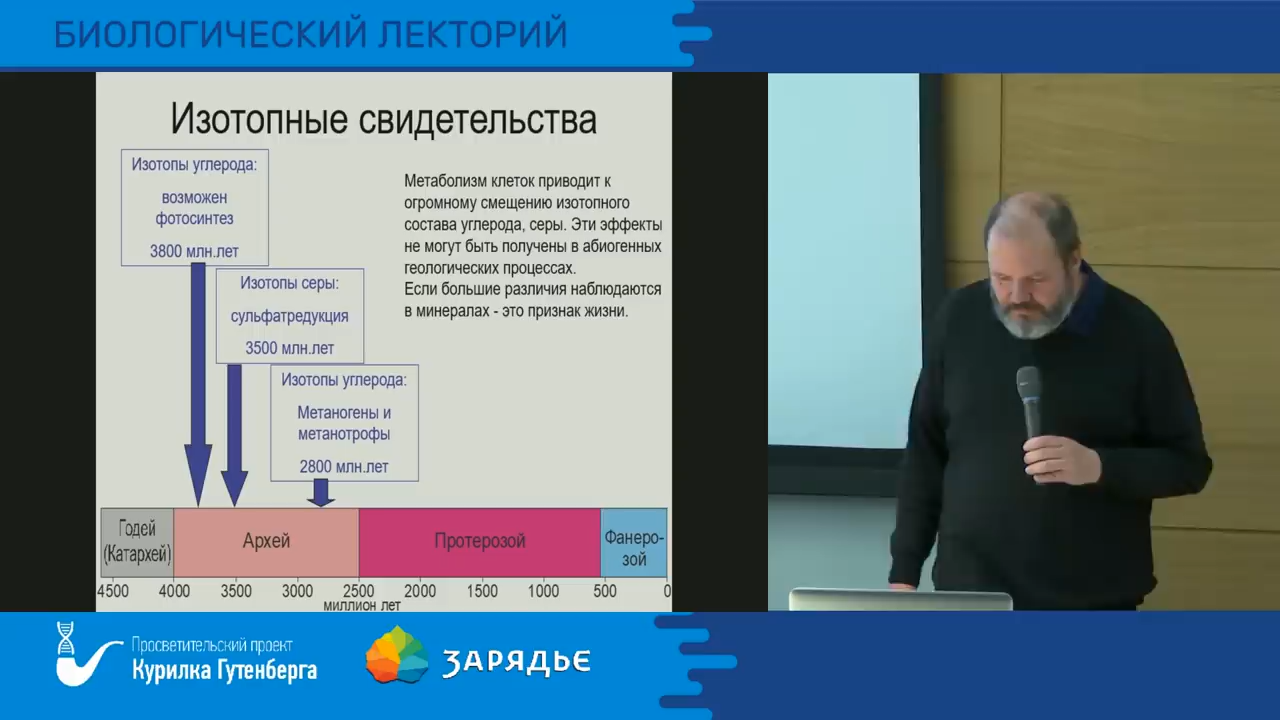 БИОЛОГИЧЕСКИЙ ЛЕКТОРИЙ
Изотопные свидетельства
Изотопы углерода:
возможен
фотосинтез
3800 млн.лет
Изотопы серы:
сульфатредукция
3500 млн.лет
Изотопы углерода:
Метаногены и
метанотрофы
2800 млн.лет
Метаболизм клеток приводит к
огромному смещению изотопного
состава углерода, серы. Эти эффекты
не могут быть получены в абиогенных
геологических процессах.
Если большие различия наблюдаются
в минералах - это признак жизни.
Годей
(Катархей)
Архей
Протерозой
Фанеро-
зой
4500 4000 3500 3000 2500 2000 1500 1000 500 0
миллион лет
Просветительский проект
Курилка Гутенберга
ЗАРЯДЬЕ